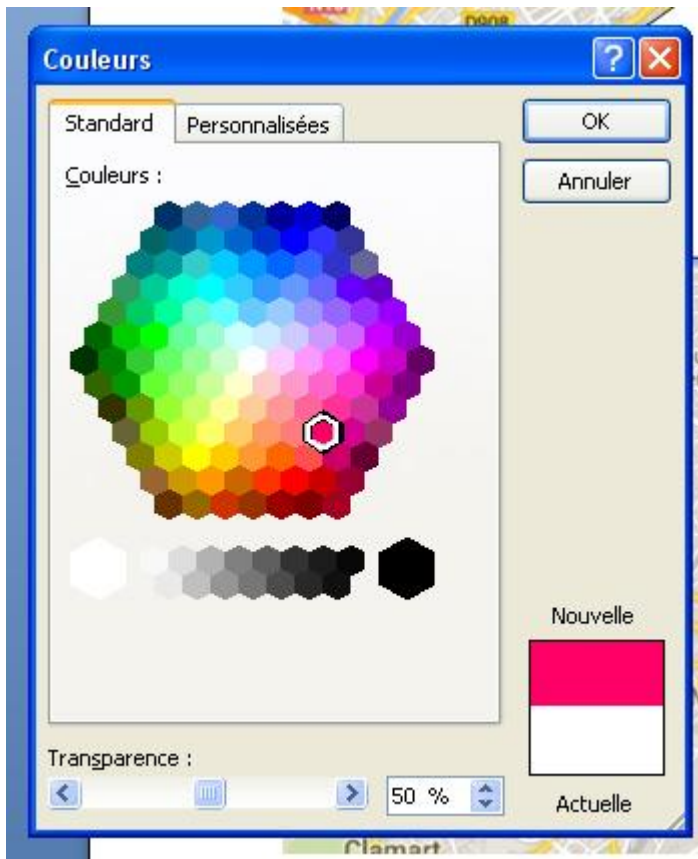 D908
Couleurs
Standard
Personnalisées
OK
Couleurs :
Annuler
Nouvelle
Transparence :
50 %
Actuelle
Clamart